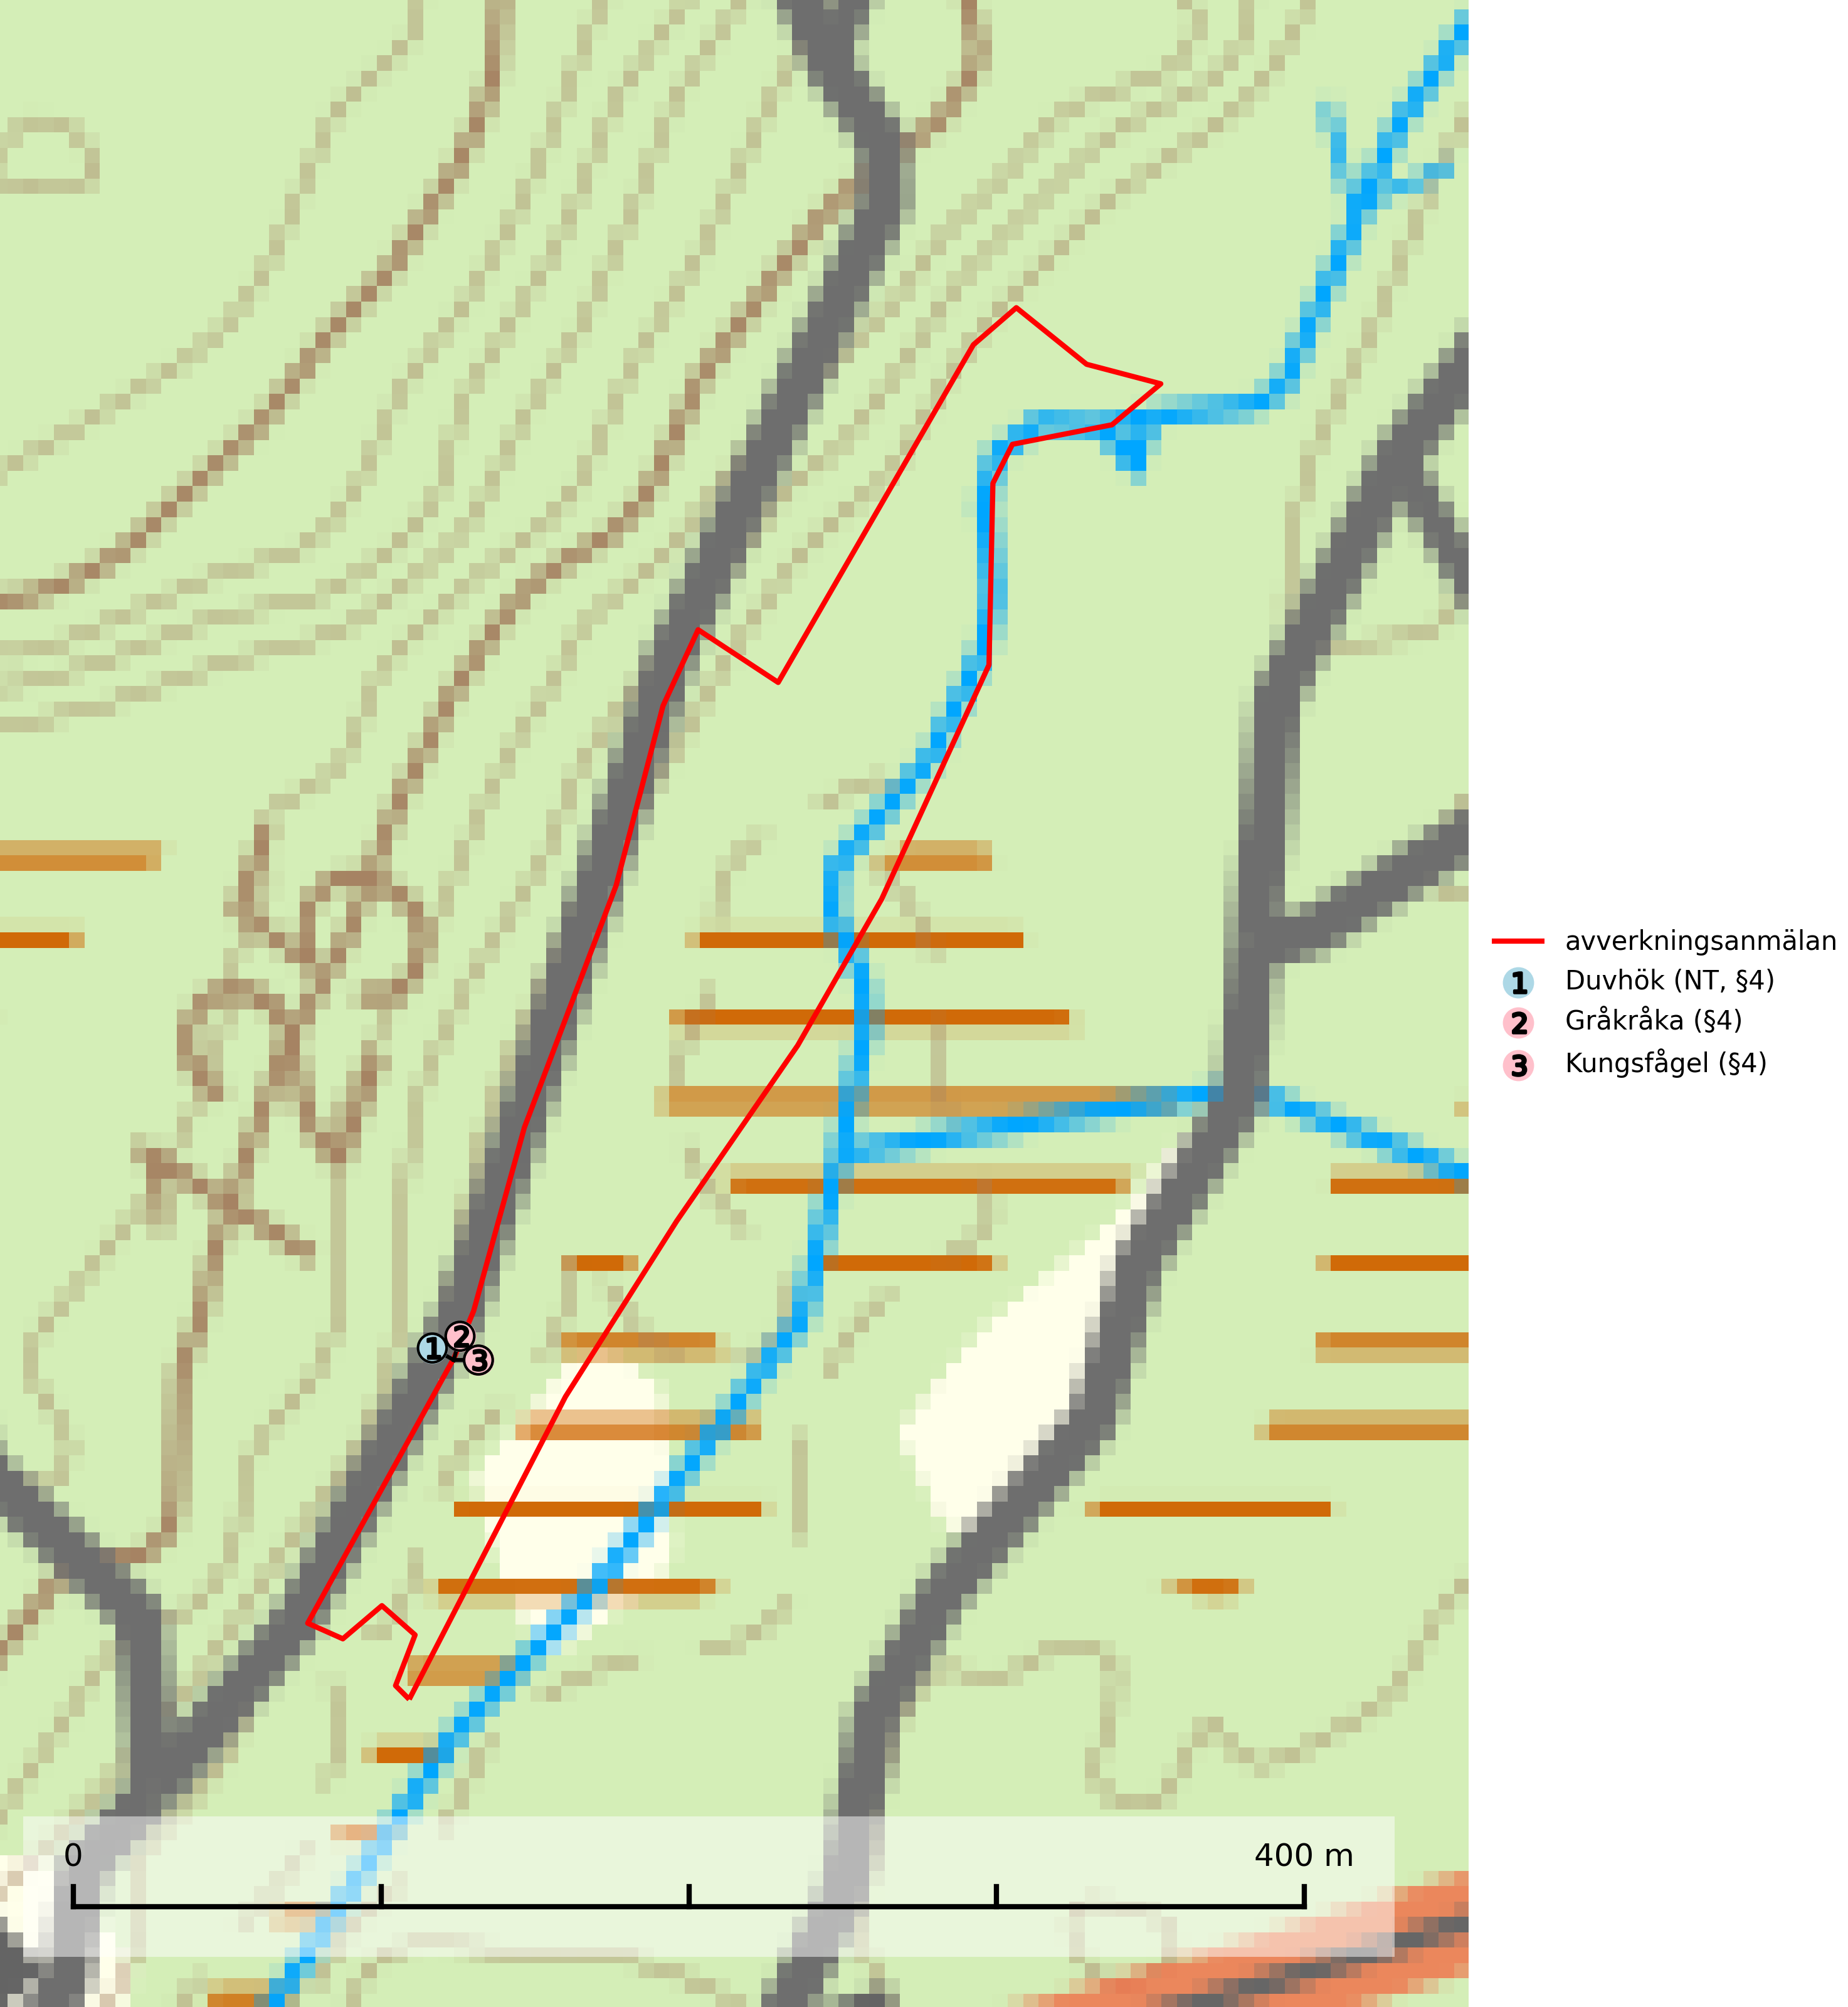 avverkningsanmälan
1 Duvhök (NT, §4)
2 Gråkråka (§4)
3 Kungsfågel (§4)
1 2 3
0 400 m